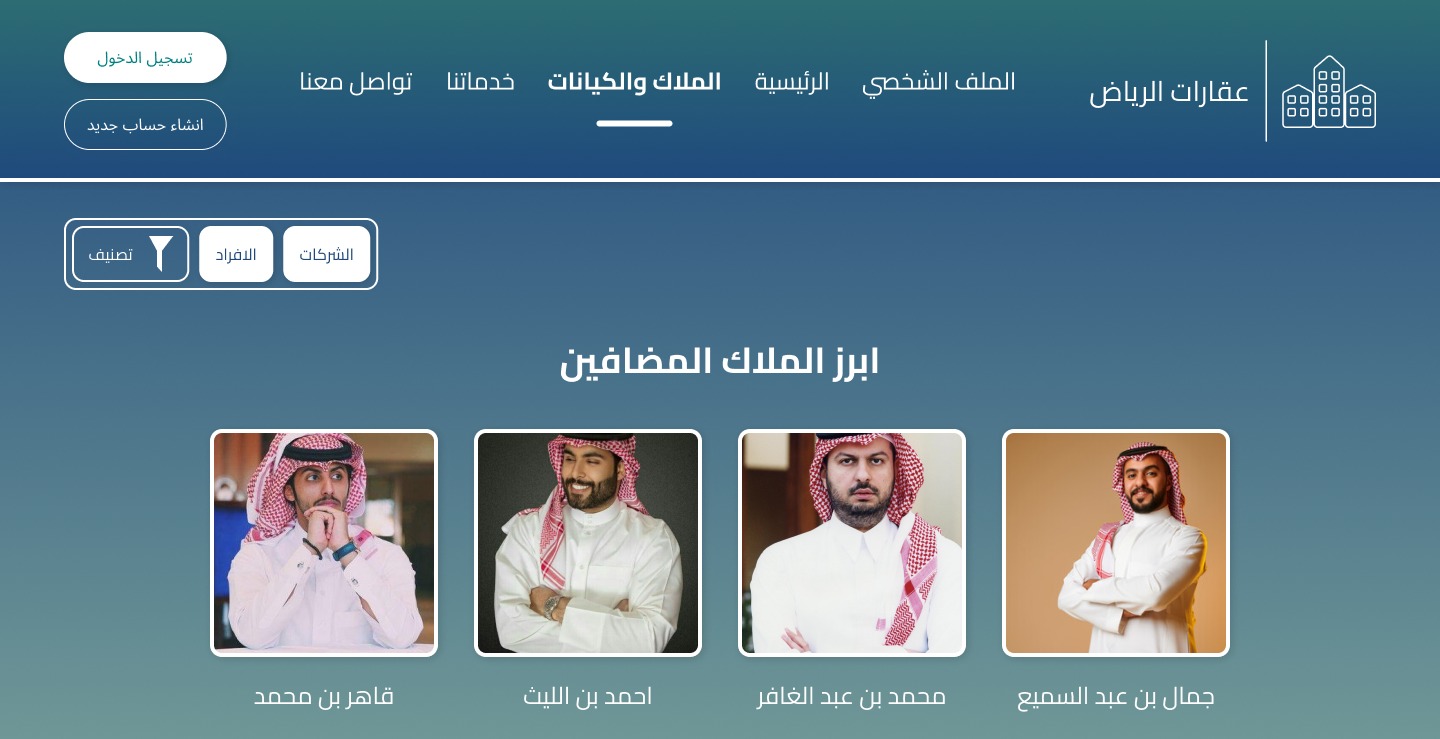 عقارات الرياض
الملف الشخصي
الرئيسية
الملاك والكيانات
خدماتنا
تواصل معنا
تسجيل الدخول
انشاء حساب جديد
الشركات
الافراد
تصنيف
ابرز الملاك المضافين
جمال بن عبد السميع
محمد بن عبد الغافر
احمد بن الليث
قاهر بن محمد